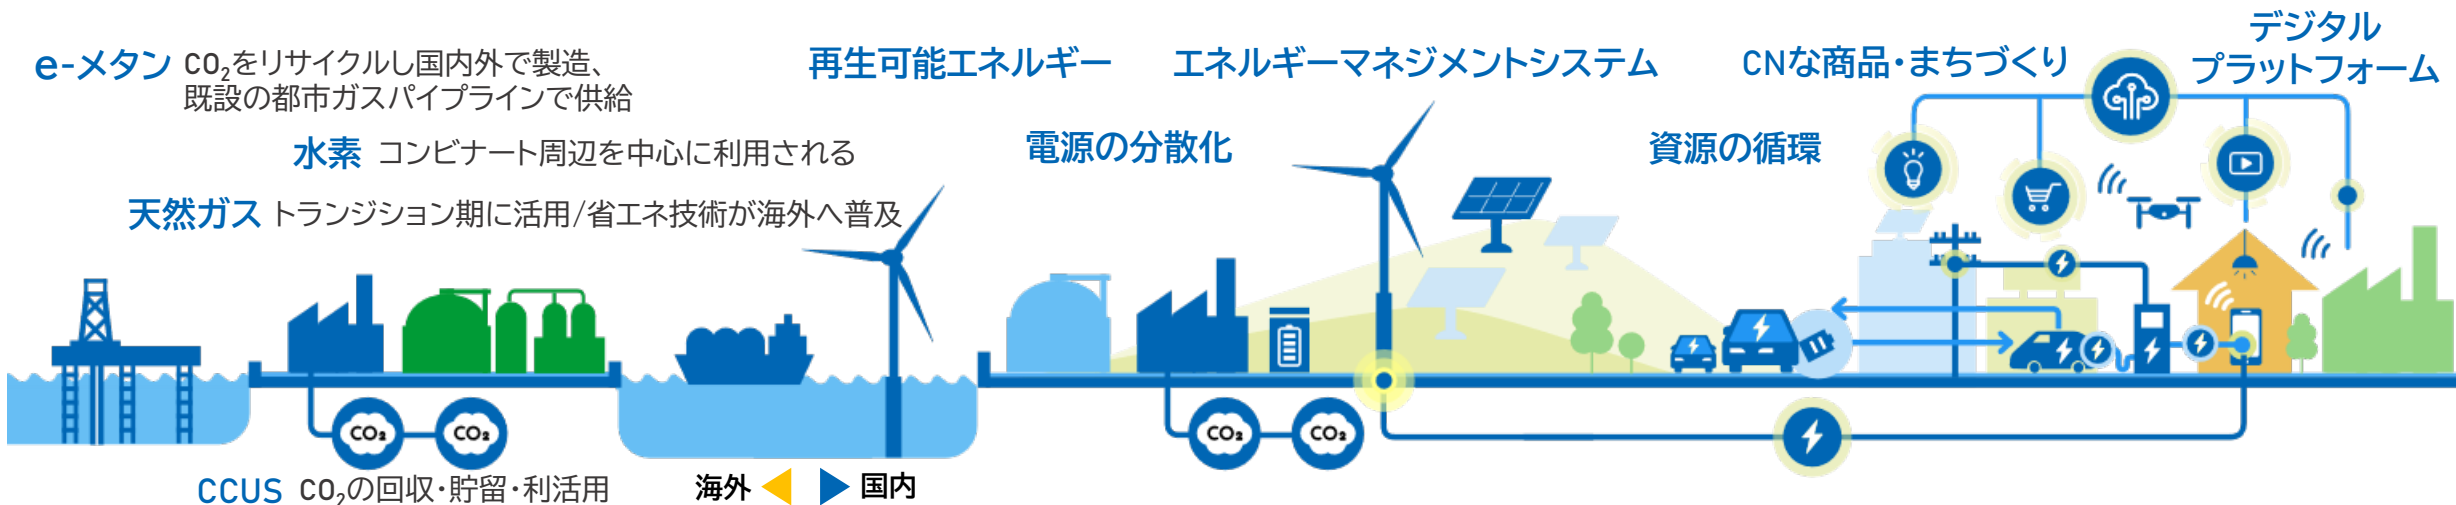 e-メタン CO₂をリサイクルし国内外で製造、
既設の都市ガスパイプラインで供給
水素 コンビナート周辺を中心に利用される
天然ガス トランジション期に活用/省エネ技術が海外へ普及
再生可能エネルギー
エネルギーマネジメントシステム
電源の分散化
CNな商品・まちづくり
資源の循環
デジタル
プラットフォーム
CO₂
CO₂
CO₂
CO₂
CCUS CO₂の回収・貯留・利活用
海外
国内